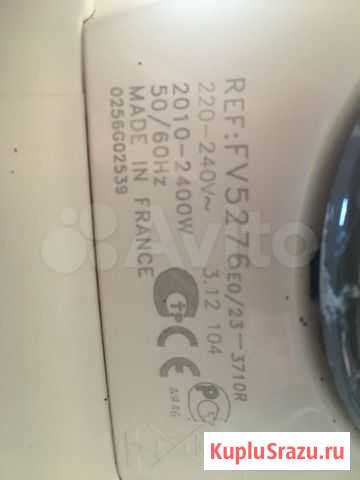 REF:FV5276E0/23-3710R
220-240V~ 3.12 104
2010-2400W
50/60Hz
MADE IN FRANCE
0256G02539
CE
Avito
KupluSrazu.ru